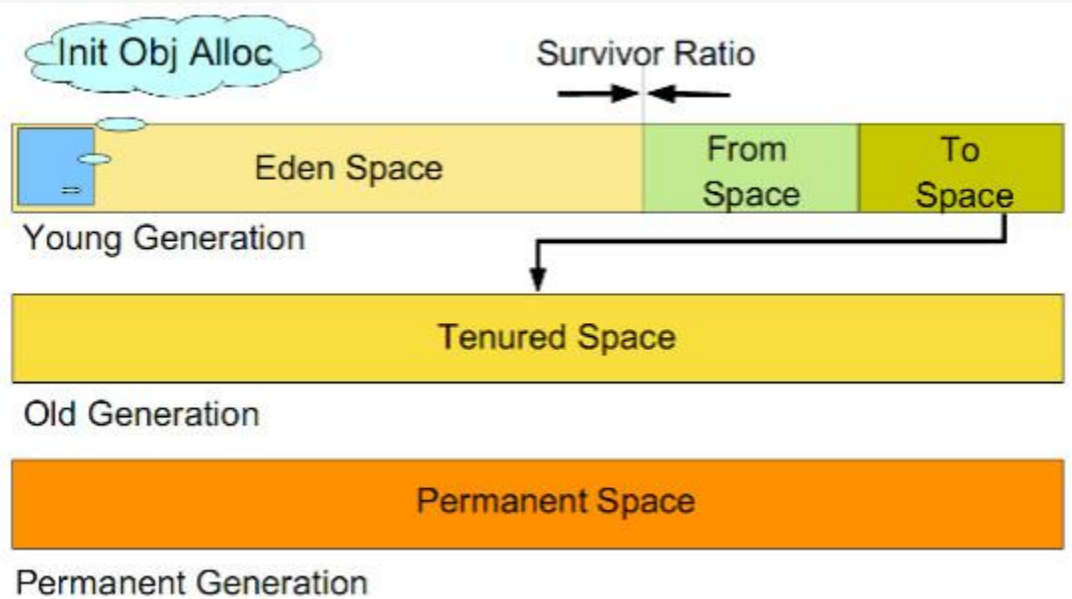 Init Obj Alloc
Survivor Ratio
Eden Space
From
Space
To
Space
Young Generation
Tenured Space
Old Generation
Permanent Space
Permanent Generation